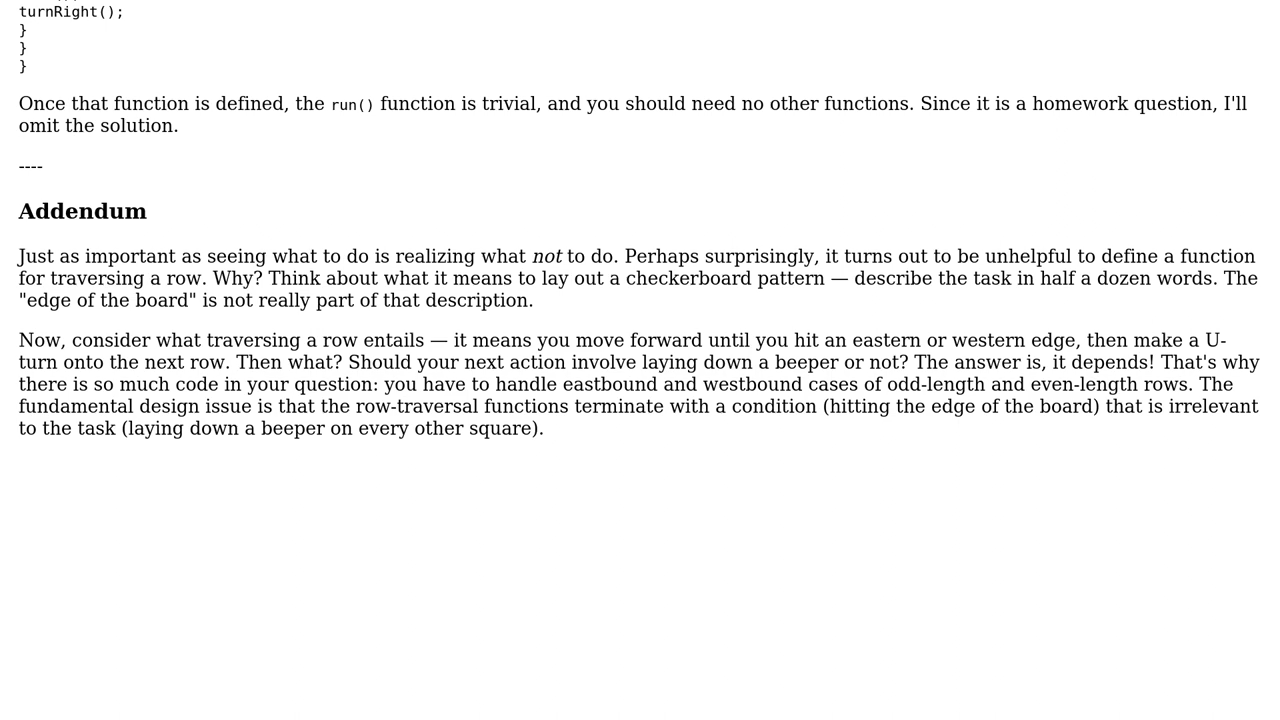 turnRight();
}
}
}
Once that function is defined, the run() function is trivial, and you should need no other functions. Since it is a homework question, I'll
omit the solution.
----
Addendum
Just as important as seeing what to do is realizing what not to do. Perhaps surprisingly, it turns out to be unhelpful to define a function
for traversing a row. Why? Think about what it means to lay out a checkerboard pattern — describe the task in half a dozen words. The
"edge of the board" is not really part of that description.
Now, consider what traversing a row entails — it means you move forward until you hit an eastern or western edge, then make a U-
turn onto the next row. Then what? Should your next action involve laying down a beeper or not? The answer is, it depends! That's why
there is so much code in your question: you have to handle eastbound and westbound cases of odd-length and even-length rows. The
fundamental design issue is that the row-traversal functions terminate with a condition (hitting the edge of the board) that is irrelevant
to the task (laying down a beeper on every other square).